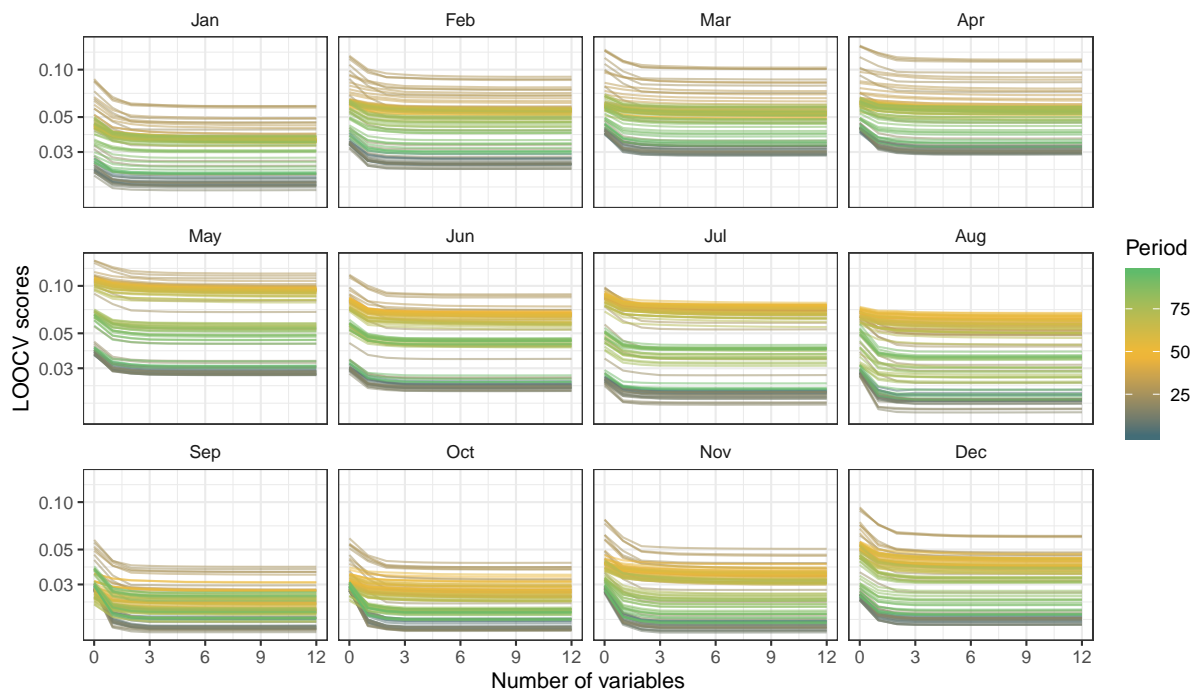 Jan Feb Mar Apr
0.10
0.05
0.03
May Jun Jul Aug
0.10
0.05
0.03
Sep Oct Nov Dec
0.10
0.05
0.03
0 3 6 9 12 0 3 6 9 12 0 3 6 9 12 0 3 6 9 12
Number of variables
LOOCV scores
Period
75
50
25